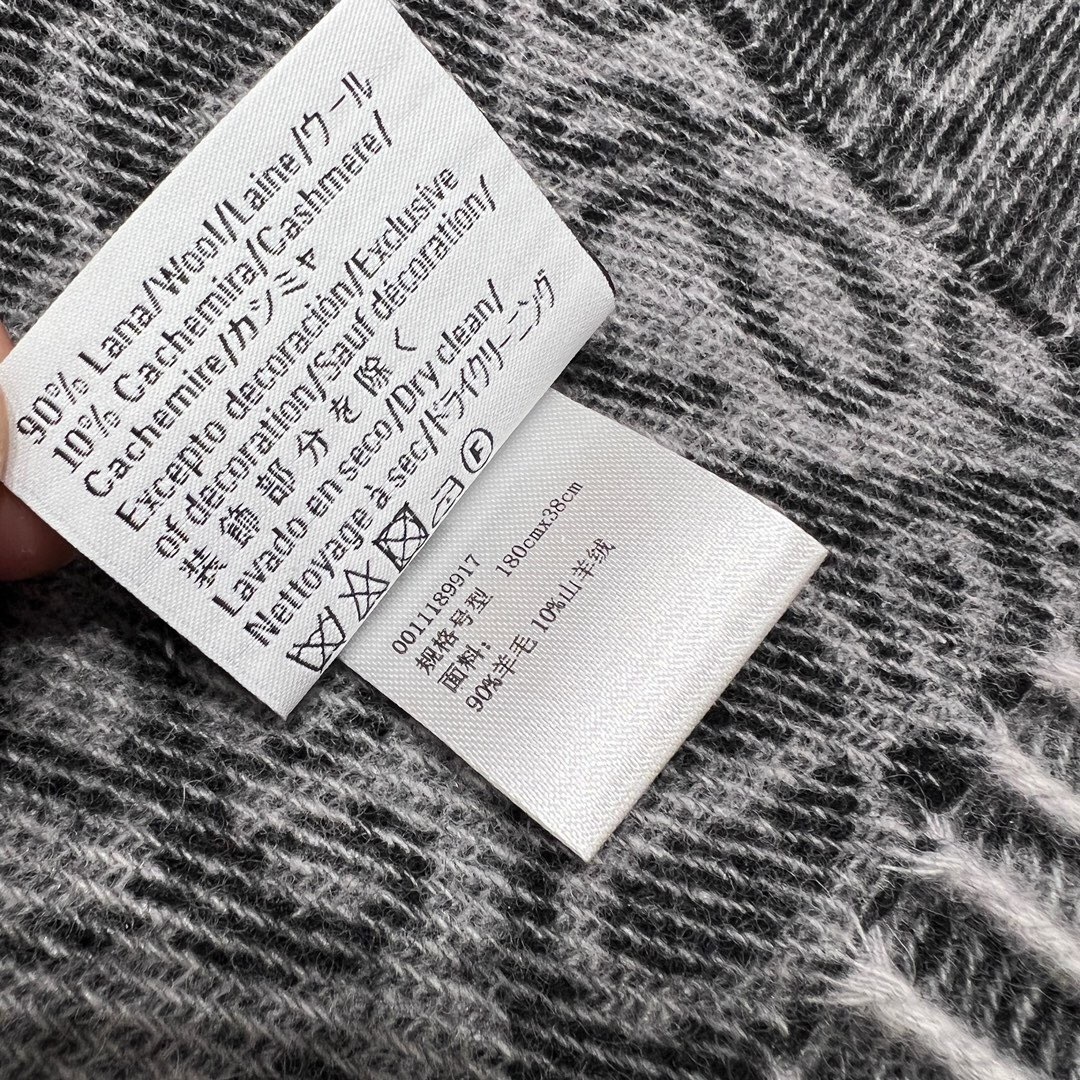 90% Lana/Wool/Laine/ウール
10% Cachemira/Cashmere/
Cachemire/カシミヤ
Excepto decoración/Exclusive
of decoration/Sauf décoration/
装飾部分を除く
Lavado en seco/Dry clean/
Nettoyage à sec/ドライクリーニング
F
0011189917
规格号型 180cmx38cm
面料:
90%羊毛 10%山羊绒